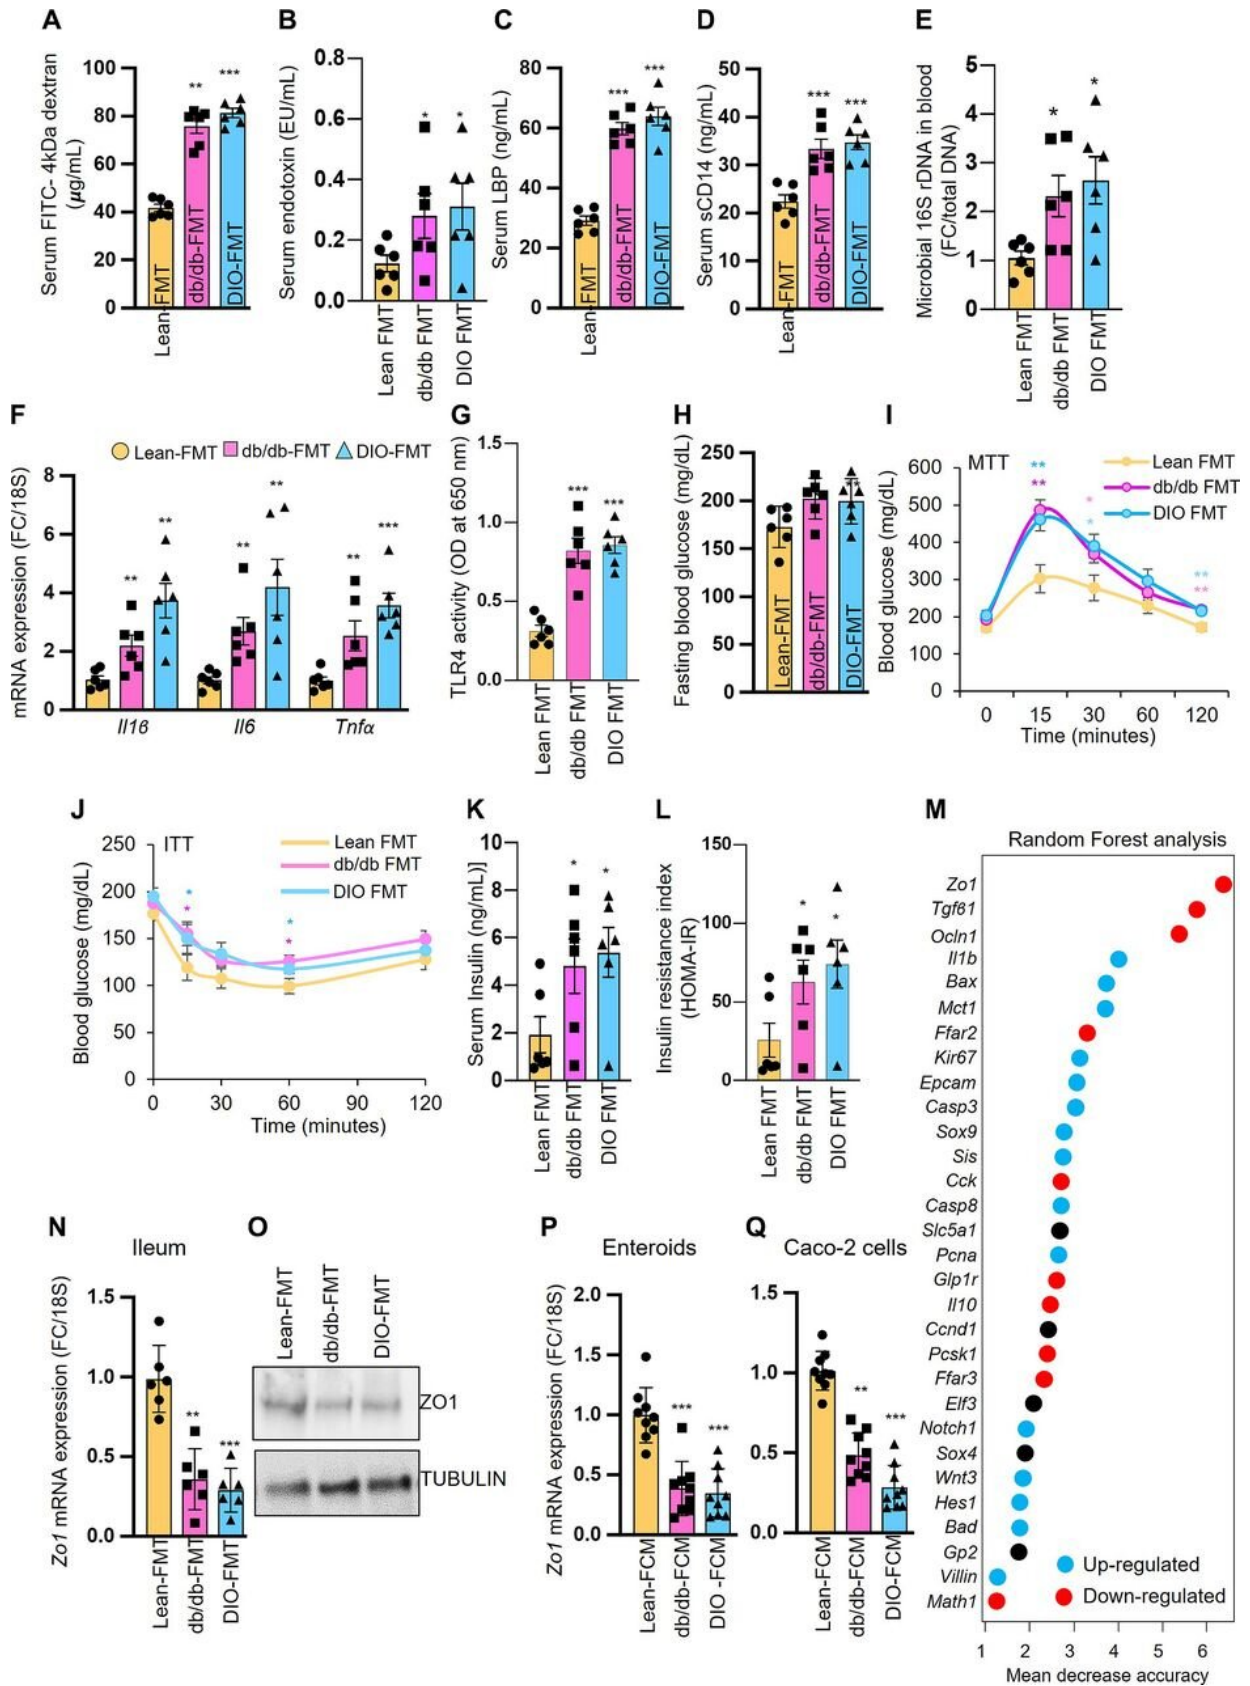 A
Serum FITC- 4kDa dextran
(µg/mL)
100
80
60
40
20
0
**
***
Lean-FMT
db/db-FMT
DIO-FMT
B
Serum endotoxin (EU/mL)
0.8
0.6
0.4
0.2
0.0
*
*
Lean FMT
db/db FMT
DIO FMT
C
Serum LBP (ng/mL)
80
60
40
20
0
***
***
Lean-FMT
db/db-FMT
DIO-FMT
D
Serum sCD14 (ng/mL)
50
40
30
20
10
0
***
***
Lean-FMT
db/db-FMT
DIO-FMT
E
Microbial 16S rDNA in blood
(FC/total DNA)
5
4
3
2
1
0
*
*
Lean FMT
db/db FMT
DIO FMT
F
Lean-FMT
db/db-FMT
DIO-FMT
mRNA expression (FC/18S)
8
6
4
2
0
**
**
**
**
**
***
Il1β
Il6
Tnfα
G
TLR4 activity (OD at 650 nm)
1.5
1.0
0.5
0.0
***
***
Lean FMT
db/db FMT
DIO FMT
H
Fasting blood glucose (mg/dL)
250
200
150
100
50
0
Lean-FMT
db/db-FMT
DIO-FMT
I
MTT
Lean FMT
db/db FMT
DIO FMT
Blood glucose (mg/dL)
600
500
400
300
200
100
0
**
**
*
*
**
**
0
15
30
60
120
Time (minutes)
J
ITT
Lean FMT
db/db FMT
DIO FMT
Blood glucose (mg/dL)
250
200
150
100
50
0
*
*
*
*
0
30
60
90
120
Time (minutes)
K
Serum Insulin (ng/mL)]
10
8
6
4
2
0
*
*
Lean FMT
db/db FMT
DIO FMT
L
Insulin resistance index
(HOMA-IR)
150
100
50
0
*
*
Lean FMT
db/db FMT
DIO FMT
M
Random Forest analysis
Zo1
Tgfβ1
Ocln1
Il1b
Bax
Mct1
Ffar2
Kir67
Epcam
Casp3
Sox9
Sis
Cck
Casp8
Slc5a1
Pcna
Glp1r
Il10
Ccnd1
Pcsk1
Ffar3
Elf3
Notch1
Sox4
Wnt3
Hes1
Bad
Gp2
Villin
Math1
Up-regulated
Down-regulated
1
2
3
4
5
6
Mean decrease accuracy
N
Ileum
Zo1 mRNA expression (FC/18S)
1.5
1.0
0.5
0.0
**
***
Lean-FMT
db/db-FMT
DIO-FMT
O
Lean-FMT
db/db-FMT
DIO-FMT
ZO1
TUBULIN
P
Enteroids
Zo1 mRNA expression (FC/18S)
2.0
1.5
1.0
0.5
0.0
***
***
Lean-FCM
db/db-FCM
DIO -FCM
Q
Caco-2 cells
1.5
1.0
0.5
0.0
**
***
Lean-FCM
db/db-FCM
DIO-FCM